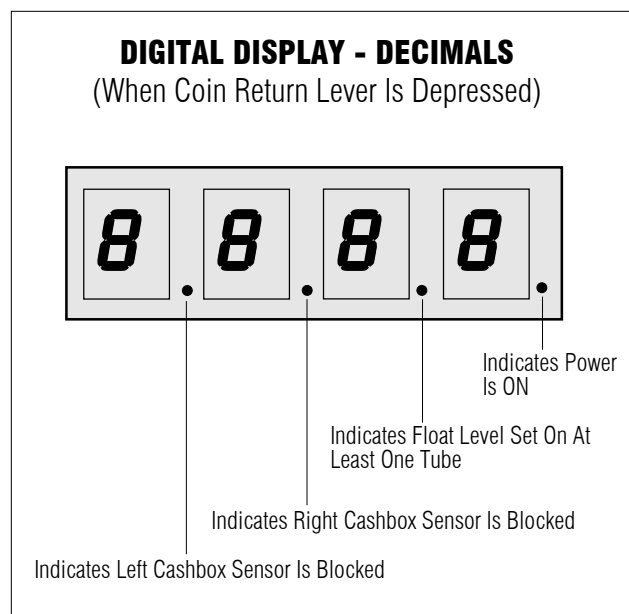 DIGITAL DISPLAY - DECIMALS
(When Coin Return Lever Is Depressed)
8 8 8 8
Indicates Power
Is ON
Indicates Float Level Set On At
Least One Tube
Indicates Right Cashbox Sensor Is Blocked
Indicates Left Cashbox Sensor Is Blocked